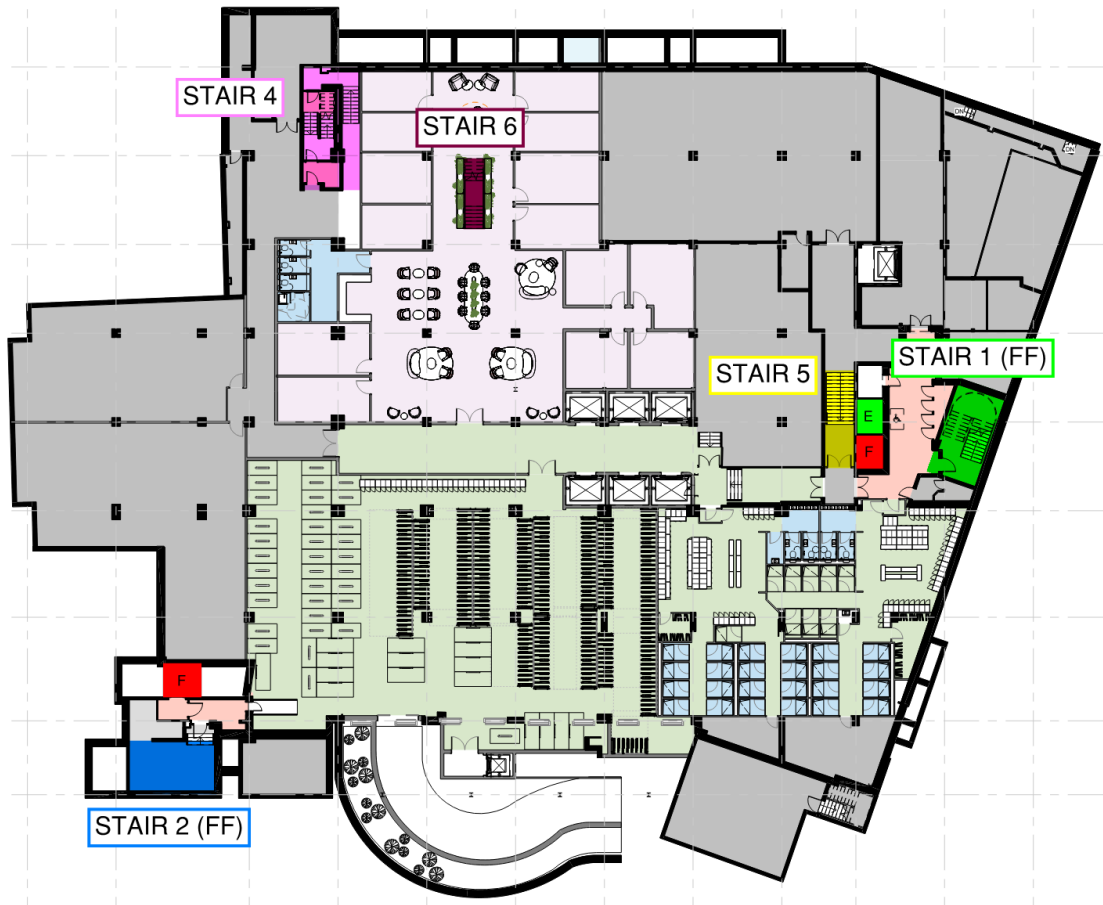 STAIR 4
STAIR 6
DN
DN
STAIR 1 (FF)
STAIR 5
E
F
F
STAIR 2 (FF)